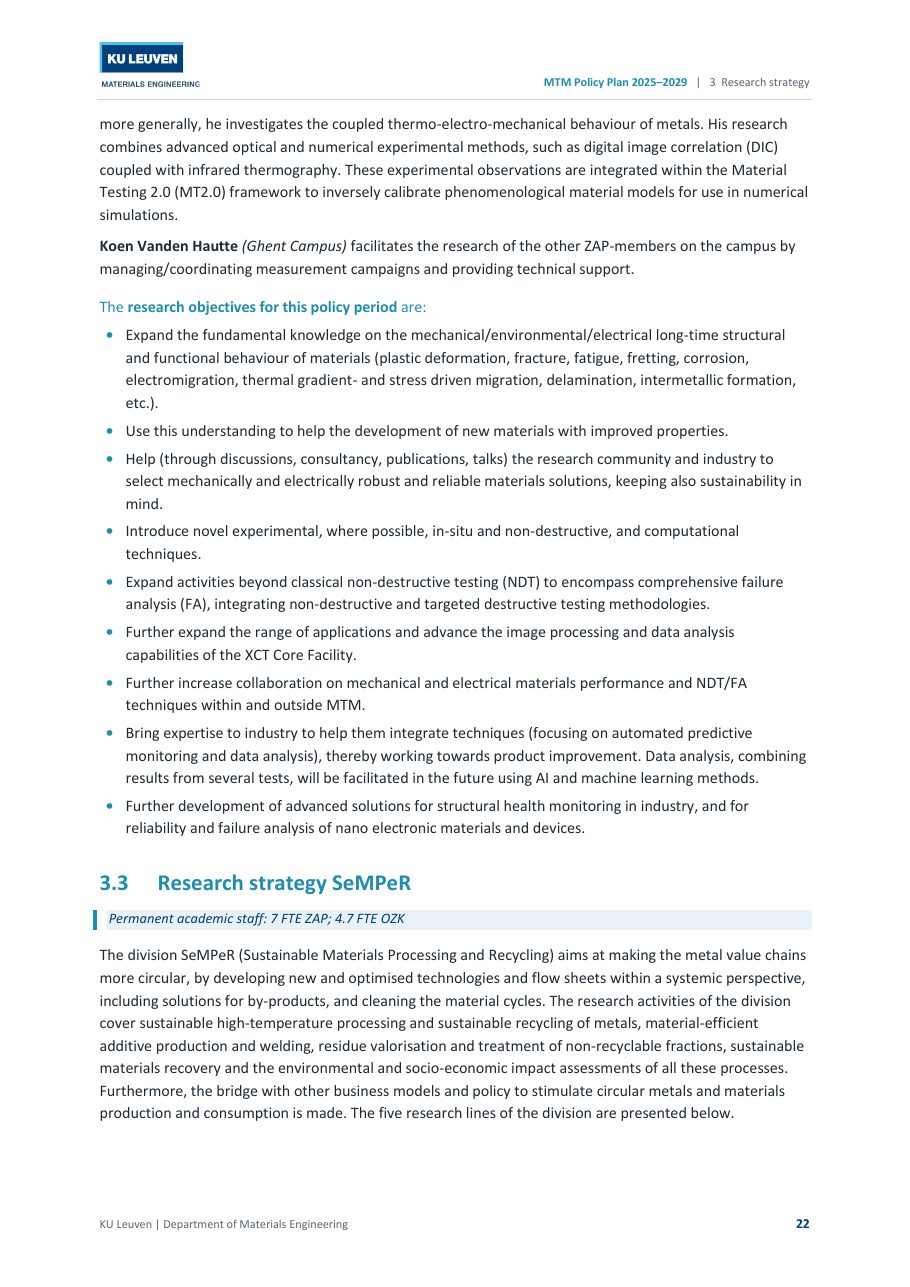 KU LEUVEN
MATERIALS ENGINEERING
MTM Policy Plan 2025–2029 | 3 Research strategy
more generally, he investigates the coupled thermo-electro-mechanical behaviour of metals. His research
combines advanced optical and numerical experimental methods, such as digital image correlation (DIC)
coupled with infrared thermography. These experimental observations are integrated within the Material
Testing 2.0 (MT2.0) framework to inversely calibrate phenomenological material models for use in numerical
simulations.
Koen Vanden Hautte (Ghent Campus) facilitates the research of the other ZAP-members on the campus by
managing/coordinating measurement campaigns and providing technical support.
The research objectives for this policy period are:
• Expand the fundamental knowledge on the mechanical/environmental/electrical long-time structural
and functional behaviour of materials (plastic deformation, fracture, fatigue, fretting, corrosion,
electromigration, thermal gradient- and stress driven migration, delamination, intermetallic formation,
etc.).
• Use this understanding to help the development of new materials with improved properties.
• Help (through discussions, consultancy, publications, talks) the research community and industry to
select mechanically and electrically robust and reliable materials solutions, keeping also sustainability in
mind.
• Introduce novel experimental, where possible, in-situ and non-destructive, and computational
techniques.
• Expand activities beyond classical non-destructive testing (NDT) to encompass comprehensive failure
analysis (FA), integrating non-destructive and targeted destructive testing methodologies.
• Further expand the range of applications and advance the image processing and data analysis
capabilities of the XCT Core Facility.
• Further increase collaboration on mechanical and electrical materials performance and NDT/FA
techniques within and outside MTM.
• Bring expertise to industry to help them integrate techniques (focusing on automated predictive
monitoring and data analysis), thereby working towards product improvement. Data analysis, combining
results from several tests, will be facilitated in the future using AI and machine learning methods.
• Further development of advanced solutions for structural health monitoring in industry, and for
reliability and failure analysis of nano electronic materials and devices.
3.3 Research strategy SeMPeR
Permanent academic staff: 7 FTE ZAP; 4.7 FTE OZK
The division SeMPeR (Sustainable Materials Processing and Recycling) aims at making the metal value chains
more circular, by developing new and optimised technologies and flow sheets within a systemic perspective,
including solutions for by-products, and cleaning the material cycles. The research activities of the division
cover sustainable high-temperature processing and sustainable recycling of metals, material-efficient
additive production and welding, residue valorisation and treatment of non-recyclable fractions, sustainable
materials recovery and the environmental and socio-economic impact assessments of all these processes.
Furthermore, the bridge with other business models and policy to stimulate circular metals and materials
production and consumption is made. The five research lines of the division are presented below.
KU Leuven | Department of Materials Engineering
22